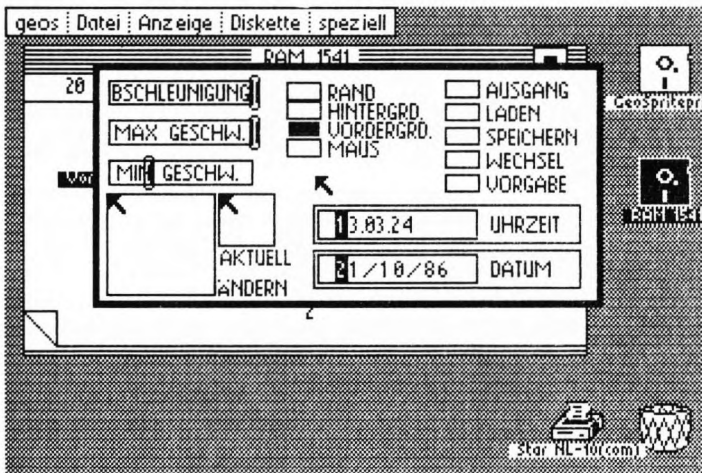 geos Datei Anzeige Diskette speziell
RAM 1541
20
BSCHLEUNIGUNG
MAX GESCHW.
MIN GESCHW.
RAND
HINTERGRD.
VORDERGRD.
MAUS
AUSGANG
LADEN
SPEICHERN
WECHSEL
VORGABE
AKTUELL
ÄNDERN
13.03.24 UHRZEIT
21/10/86 DATUM
GeoSpritepr
RAM 1541
Vor
Star NL-10(com)